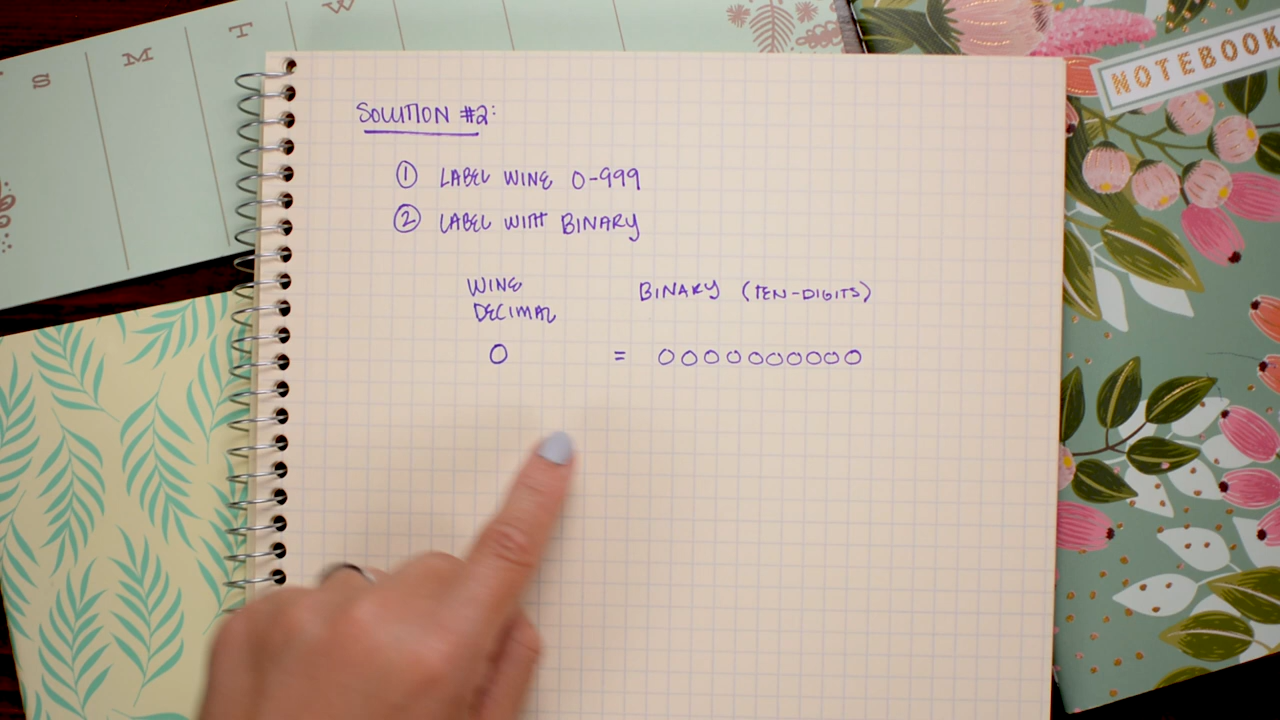 S M T W
NOTEBOOK
SOLUTION #2:
① LABEL WINE 0-999
② LABEL WITH BINARY
WINE DECIMAL
BINARY (TEN-DIGITS)
0 = 0000000000